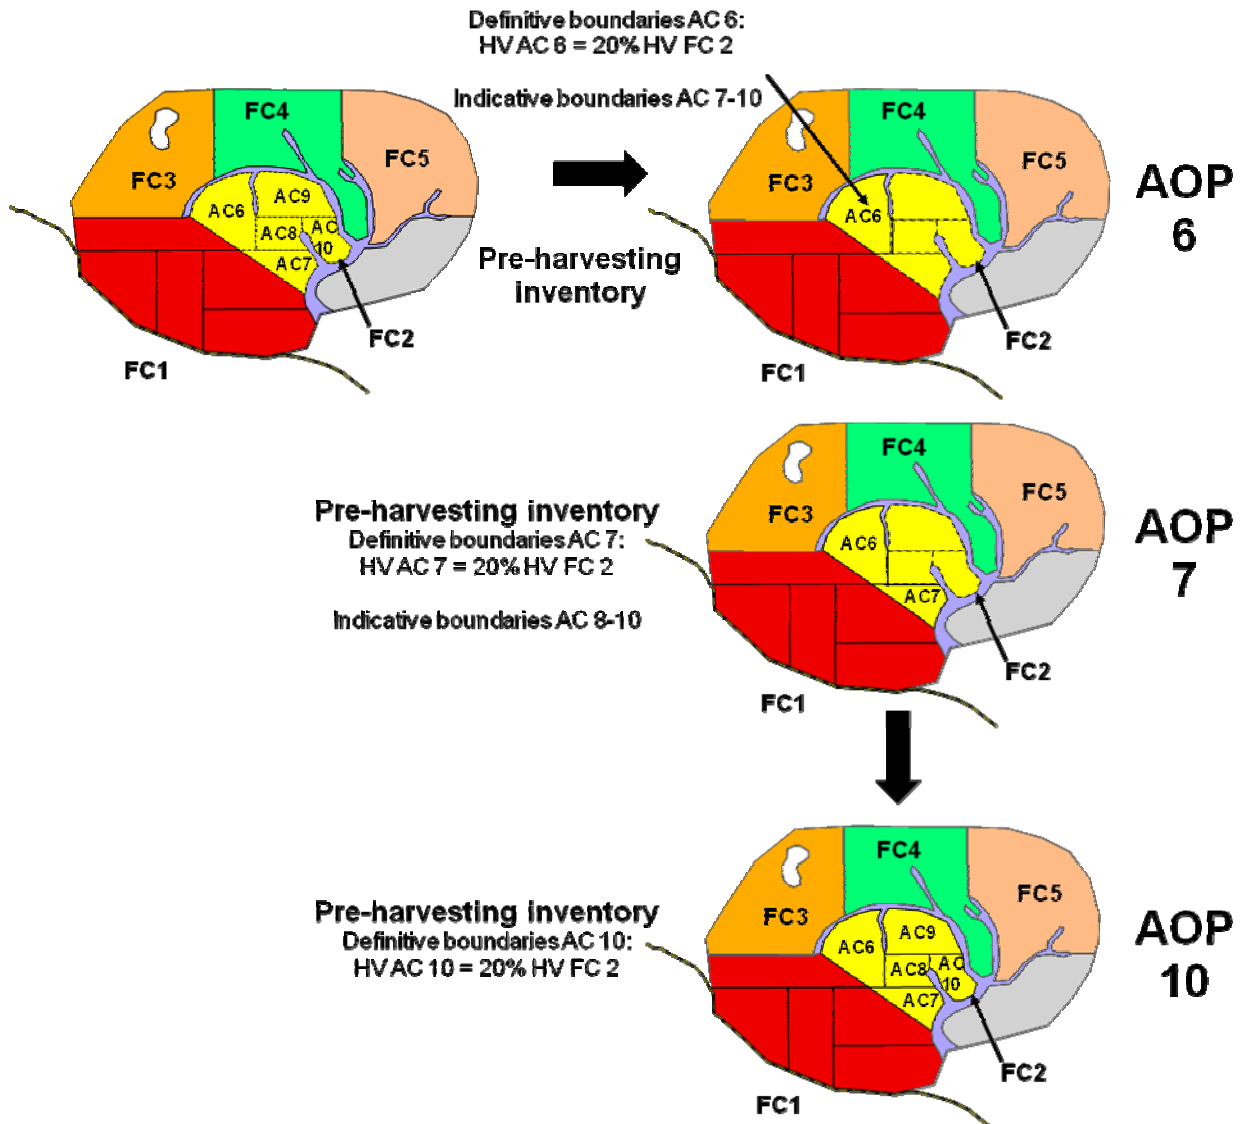 Definitive boundaries AC 6:
HV AC 6 = 20% HV FC 2
Indicative boundaries AC 7-10
FC4
FC5
FC3
AC9
AC6
AC8
AC
10
AC7
FC2
FC1
Pre-harvesting
inventory
FC4
FC5
FC3
AC6
FC2
FC1
AOP
6
Pre-harvesting inventory
Definitive boundaries AC 7:
HV AC 7 = 20% HV FC 2
Indicative boundaries AC 8-10
FC4
FC5
FC3
AC6
AC7
FC2
FC1
AOP
7
Pre-harvesting inventory
Definitive boundaries AC 10:
HV AC 10 = 20% HV FC 2
FC4
FC5
FC3
AC9
AC6
AC8
AC
10
AC7
FC2
FC1
AOP
10